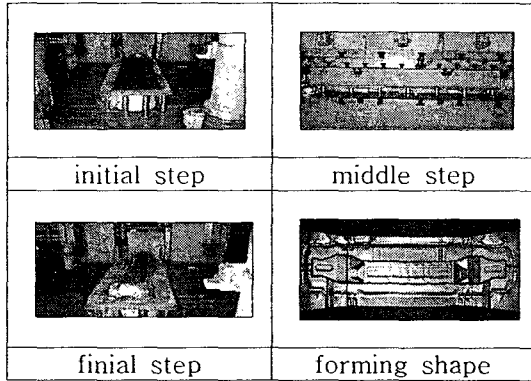 initial step
middle step
finial step
forming shape